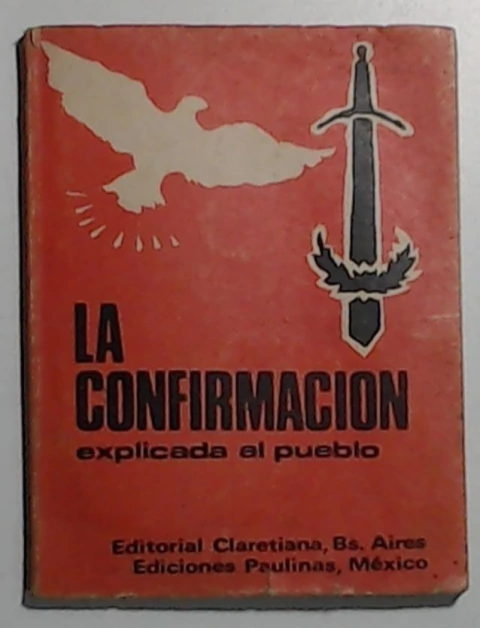 LA
CONFIRMACION
explicada al pueblo
Editorial Claretiana, Bs. Aires
Ediciones Paulinas, México